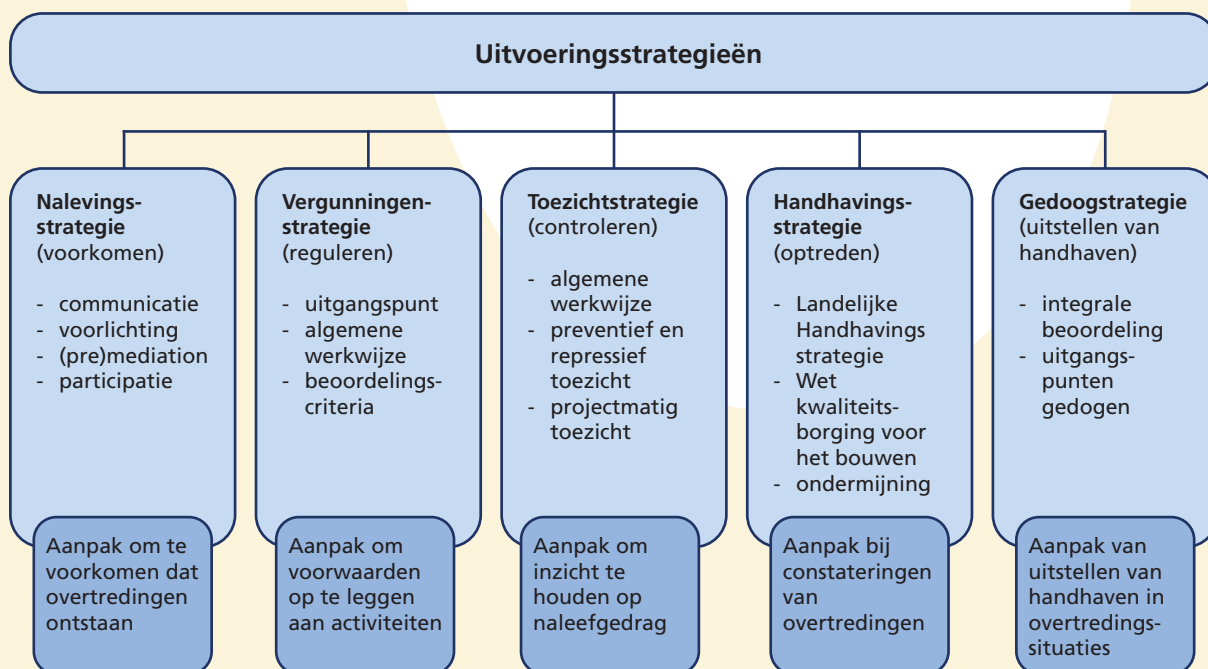 Uitvoeringsstrategieën
Nalevings-
strategie
(voorkomen)
- communicatie
- voorlichting
- (pre)mediation
- participatie
Aanpak om te
voorkomen dat
overtredingen
ontstaan
Vergunningen-
strategie
(reguleren)
- uitgangspunt
- algemene
werkwijze
- beoordelings-
criteria
Aanpak om
voorwaarden
op te leggen
aan activiteiten
Toezichtstrategie
(controleren)
- algemene
werkwijze
- preventief en
repressief
toezicht
- projectmatig
toezicht
Aanpak om
inzicht te
houden op
naleefgedrag
Handhavings-
strategie
(optreden)
- Landelijke
Handhavings
strategie
- Wet
kwaliteits-
borging voor
het bouwen
- ondermijning
Aanpak bij
constateringen
van
overtredingen
Gedoogstrategie
(uitstellen van
handhaven)
- integrale
beoordeling
- uitgangs-
punten
gedogen
Aanpak van
uitstellen van
handhaven in
overtredings-
situaties